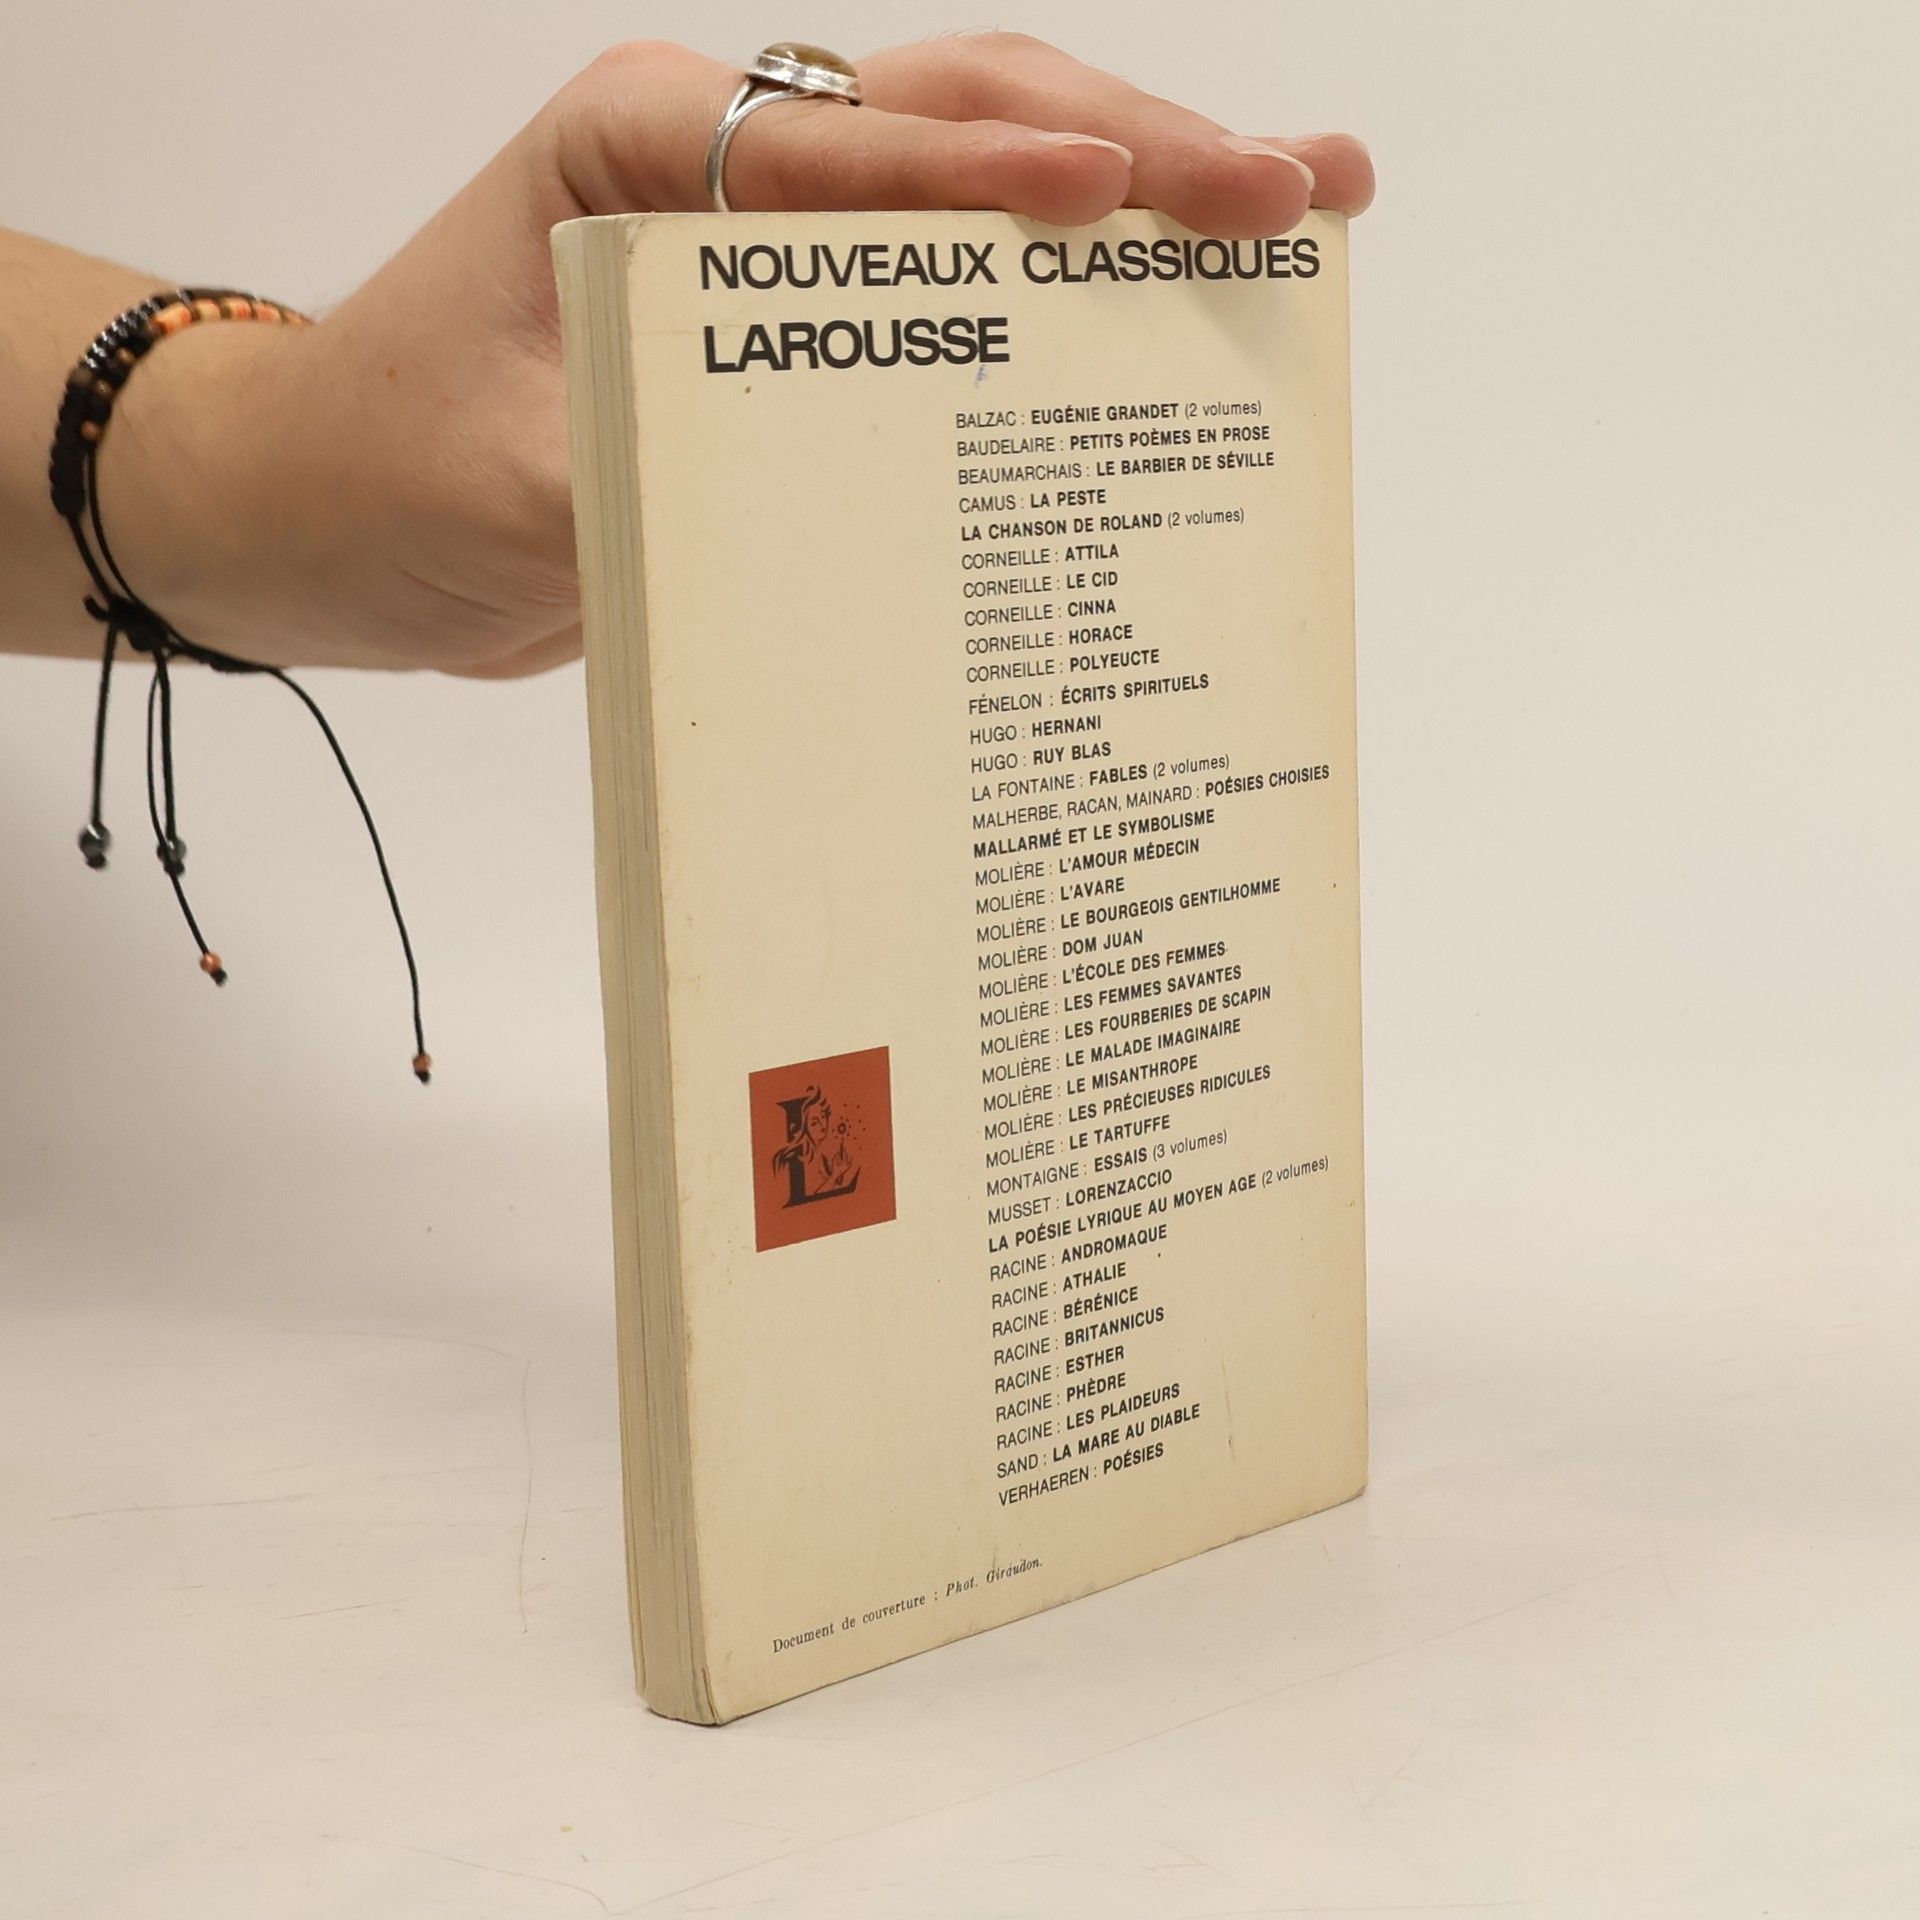 NOUVEAUX CLASSIQUES
LAROUSSE
BALZAC : EUGÉNIE GRANDET (2 volumes)
BAUDELAIRE : PETITS POÈMES EN PROSE
BEAUMARCHAIS : LE BARBIER DE SÉVILLE
CAMUS : LA PESTE
LA CHANSON DE ROLAND (2 volumes)
CORNEILLE : ATTILA
CORNEILLE : LE CID
CORNEILLE : CINNA
CORNEILLE : HORACE
CORNEILLE : POLYEUCTE
FÉNELON : ÉCRITS SPIRITUELS
HUGO : HERNANI
HUGO : RUY BLAS
LA FONTAINE : FABLES (2 volumes)
MALHERBE, RACAN, MAINARD : POÉSIES CHOISIES
MALLARMÉ ET LE SYMBOLISME
MOLIÈRE : L'AMOUR MÉDECIN
MOLIÈRE : L'AVARE
MOLIÈRE : LE BOURGEOIS GENTILHOMME
MOLIÈRE : DOM JUAN
MOLIÈRE : L'ÉCOLE DES FEMMES
MOLIÈRE : LES FEMMES SAVANTES
MOLIÈRE : LES FOURBERIES DE SCAPIN
MOLIÈRE : LE MALADE IMAGINAIRE
MOLIÈRE : LE MISANTHROPE
MOLIÈRE : LES PRÉCIEUSES RIDICULES
MOLIÈRE : LE TARTUFFE
MONTAIGNE : ESSAIS (3 volumes)
MUSSET : LORENZACCIO
LA POÉSIE LYRIQUE AU MOYEN AGE (2 volumes)
RACINE : ANDROMAQUE
RACINE : ATHALIE
RACINE : BÉRÉNICE
RACINE : BRITANNICUS
RACINE : ESTHER
RACINE : PHÈDRE
RACINE : LES PLAIDEURS
SAND : LA MARE AU DIABLE
VERHAEREN : POÉSIES
L
Document de couverture ; Phot. Giraudon.